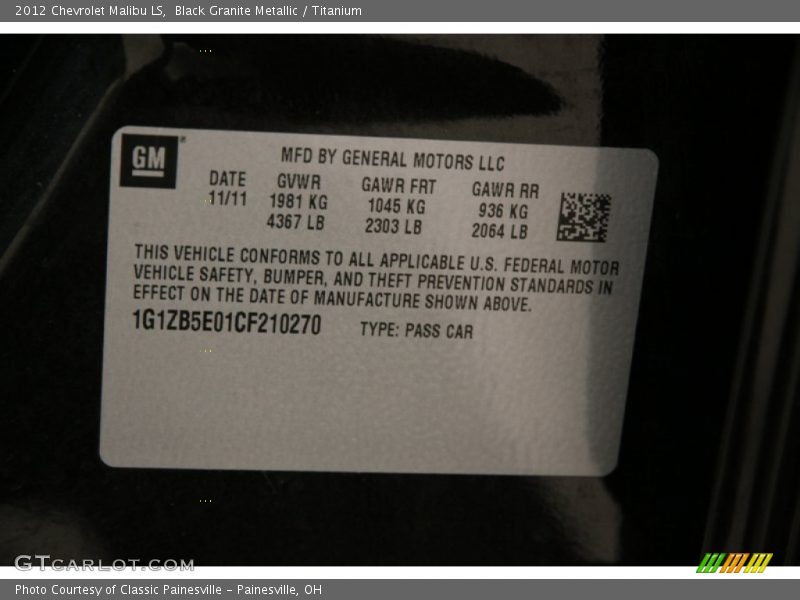 2012 Chevrolet Malibu LS, Black Granite Metallic / Titanium
GM
MFD BY GENERAL MOTORS LLC
DATE GVWR GAWR FRT GAWR RR
11/11 1981 KG 1045 KG 936 KG
4367 LB 2303 LB 2064 LB
THIS VEHICLE CONFORMS TO ALL APPLICABLE U.S. FEDERAL MOTOR
VEHICLE SAFETY, BUMPER, AND THEFT PREVENTION STANDARDS IN
EFFECT ON THE DATE OF MANUFACTURE SHOWN ABOVE.
1G1ZB5E01CF210270 TYPE: PASS CAR
GTCARLOT.COM
Photo Courtesy of Classic Painesville - Painesville, OH